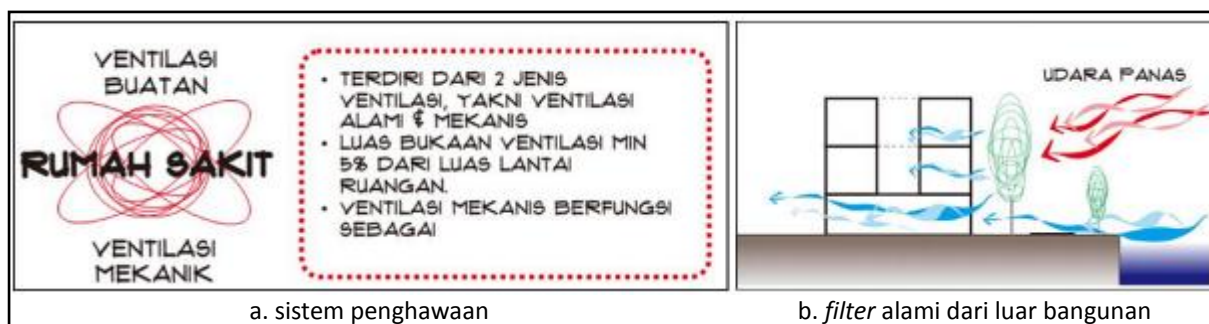 VENTILASI
BUATAN
RUMAH SAKIT
VENTILASI
MEKANIK
• TERDIRI DARI 2 JENIS
VENTILASI, YAKNI VENTILASI
ALAMI & MEKANIS
• LUAS BUKAAN VENTILASI MIN
5% DARI LUAS LANTAI
RUANGAN.
• VENTILASI MEKANIS BERFUNGSI
SEBAGAI
UDARA PANAS
a. sistem penghawaan
b. filter alami dari luar bangunan